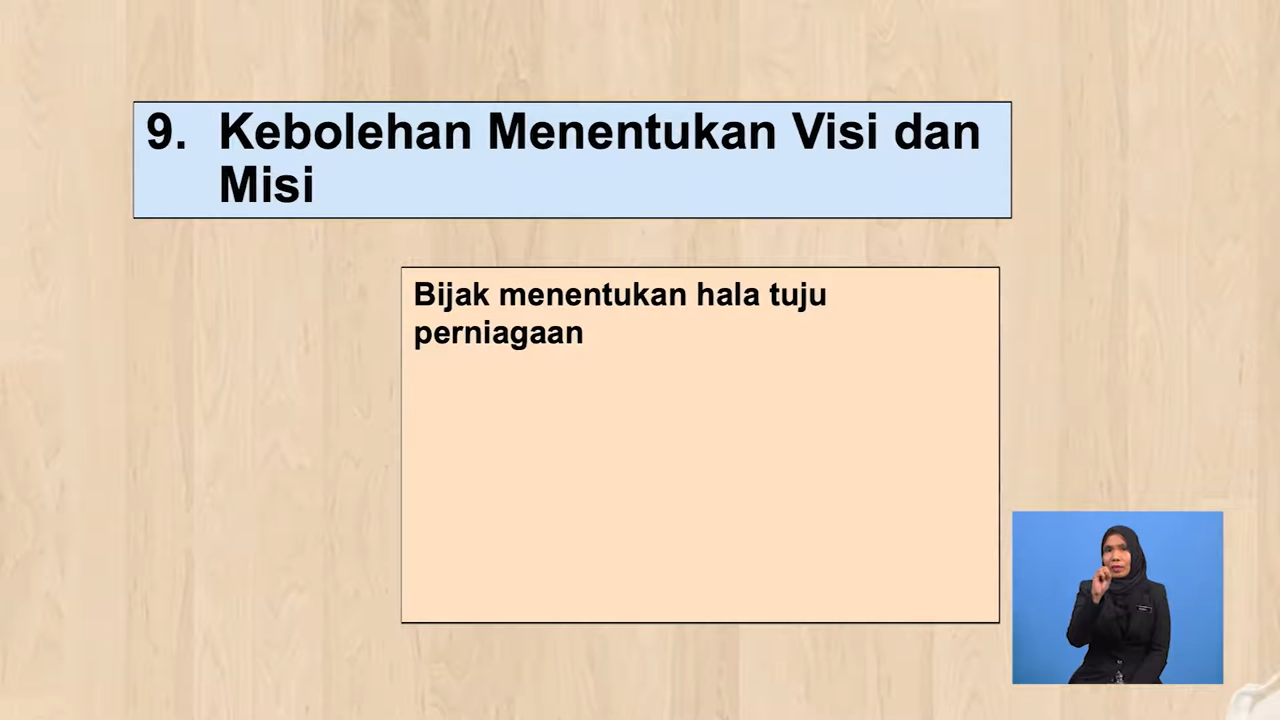 9. Kebolehan Menentukan Visi dan
Misi
Bijak menentukan hala tuju
perniagaan